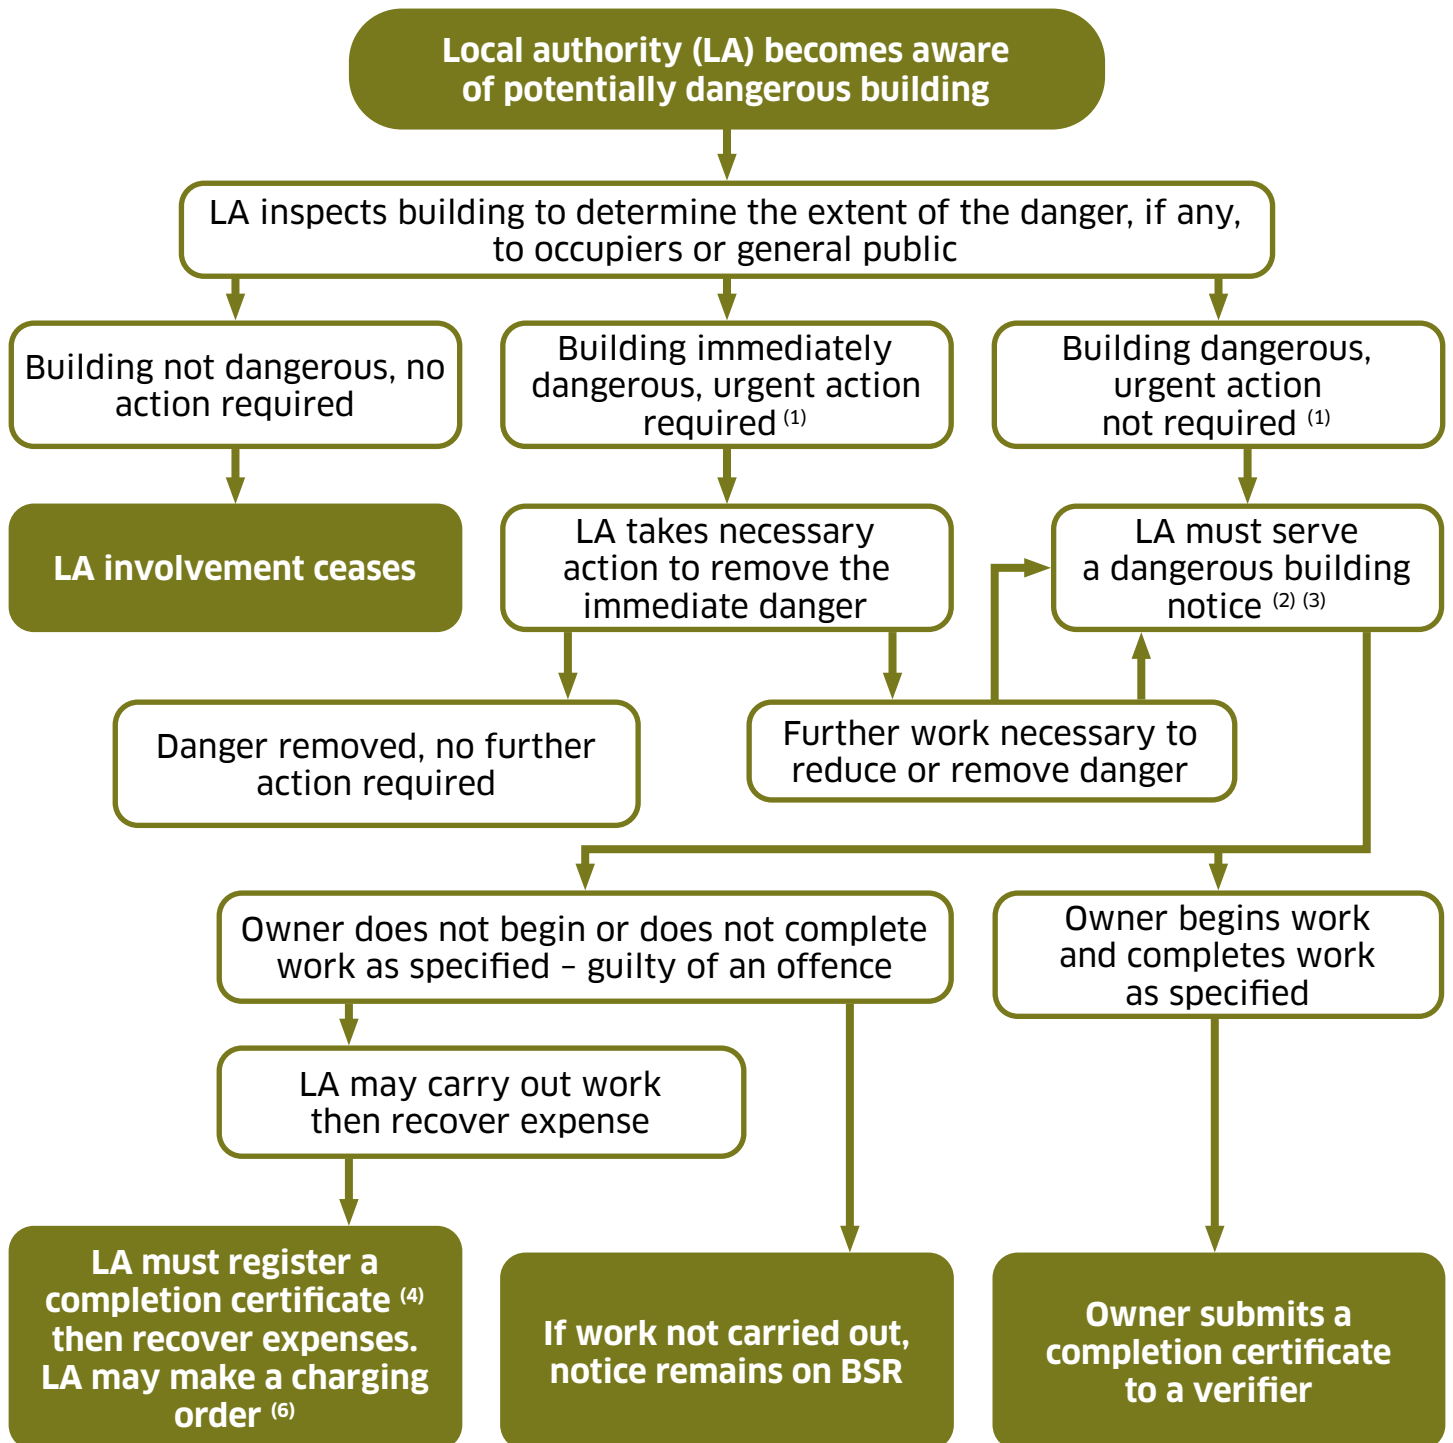 Local authority (LA) becomes aware
of potentially dangerous building
LA inspects building to determine the extent of the danger, if any,
to occupiers or general public
Building not dangerous, no
action required
Building immediately
dangerous, urgent action
required (1)
Building dangerous,
urgent action
not required (1)
LA involvement ceases
LA takes necessary
action to remove the
immediate danger
LA must serve
a dangerous building
notice (2) (3)
Danger removed, no further
action required
Further work necessary to
reduce or remove danger
Owner does not begin or does not complete
work as specified – guilty of an offence
Owner begins work
and completes work
as specified
LA may carry out work
then recover expense
LA must register a
completion certificate (4)
then recover expenses.
LA may make a charging
order (6)
If work not carried out,
notice remains on BSR
Owner submits a
completion certificate
to a verifier